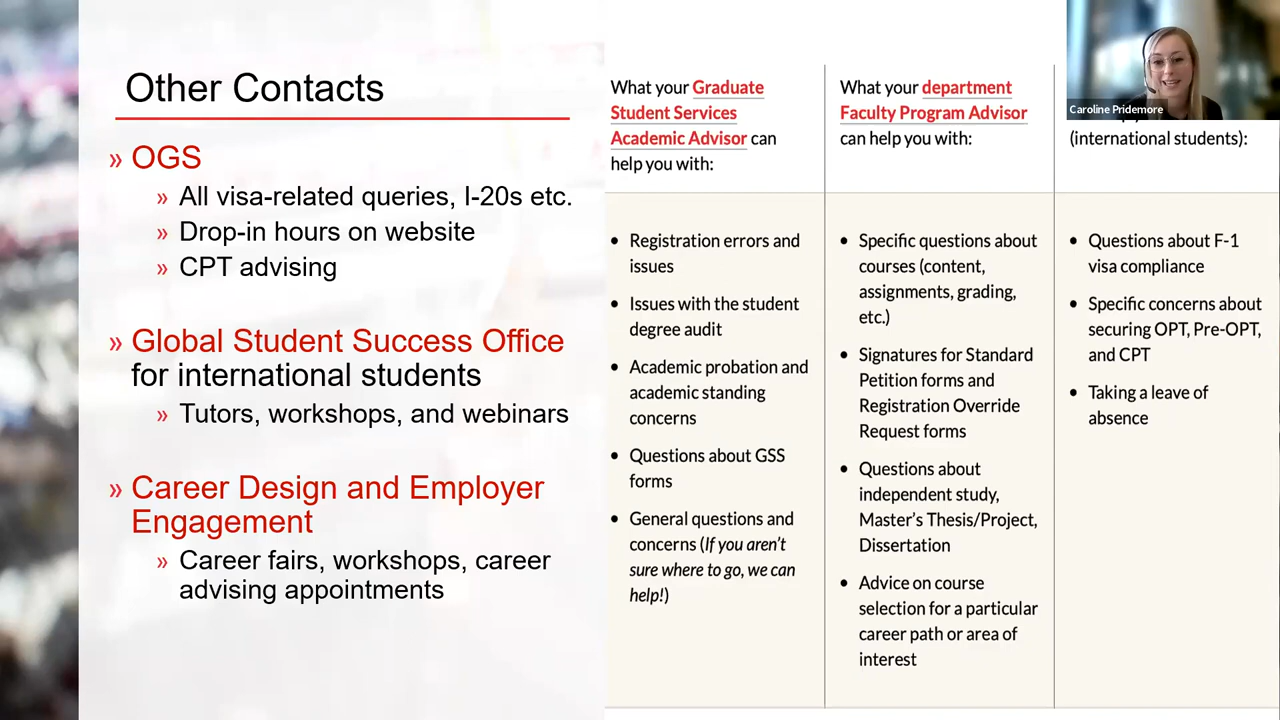 Other Contacts
» OGS
» All visa-related queries, I-20s etc.
» Drop-in hours on website
» CPT advising
» Global Student Success Office
for international students
» Tutors, workshops, and webinars
» Career Design and Employer
Engagement
» Career fairs, workshops, career
advising appointments
What your Graduate
Student Services
Academic Advisor can
help you with:
• Registration errors and
issues
• Issues with the student
degree audit
• Academic probation and
academic standing
concerns
• Questions about GSS
forms
• General questions and
concerns (If you aren't
sure where to go, we can
help!)
What your department
Faculty Program Advisor
can help you with:
• Specific questions about
courses (content,
assignments, grading,
etc.)
• Signatures for Standard
Petition forms and
Registration Override
Request forms
• Questions about
independent study,
Master's Thesis/Project,
Dissertation
• Advice on course
selection for a particular
career path or area of
interest
Caroline Pridemore
(international students):
• Questions about F-1
visa compliance
• Specific concerns about
securing OPT, Pre-OPT,
and CPT
• Taking a leave of
absence